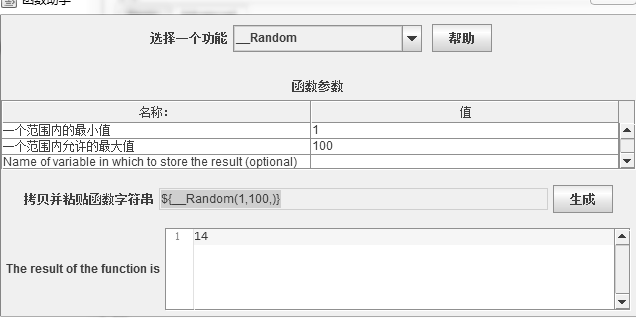 函数助手
选择一个功能 __Random 帮助
函数参数
名称: 值
一个范围内的最小值 1
一个范围内允许的最大值 100
Name of variable in which to store the result (optional)
拷贝并粘贴函数字符串 ${__Random(1,100,)} 生成
1 14
The result of the function is